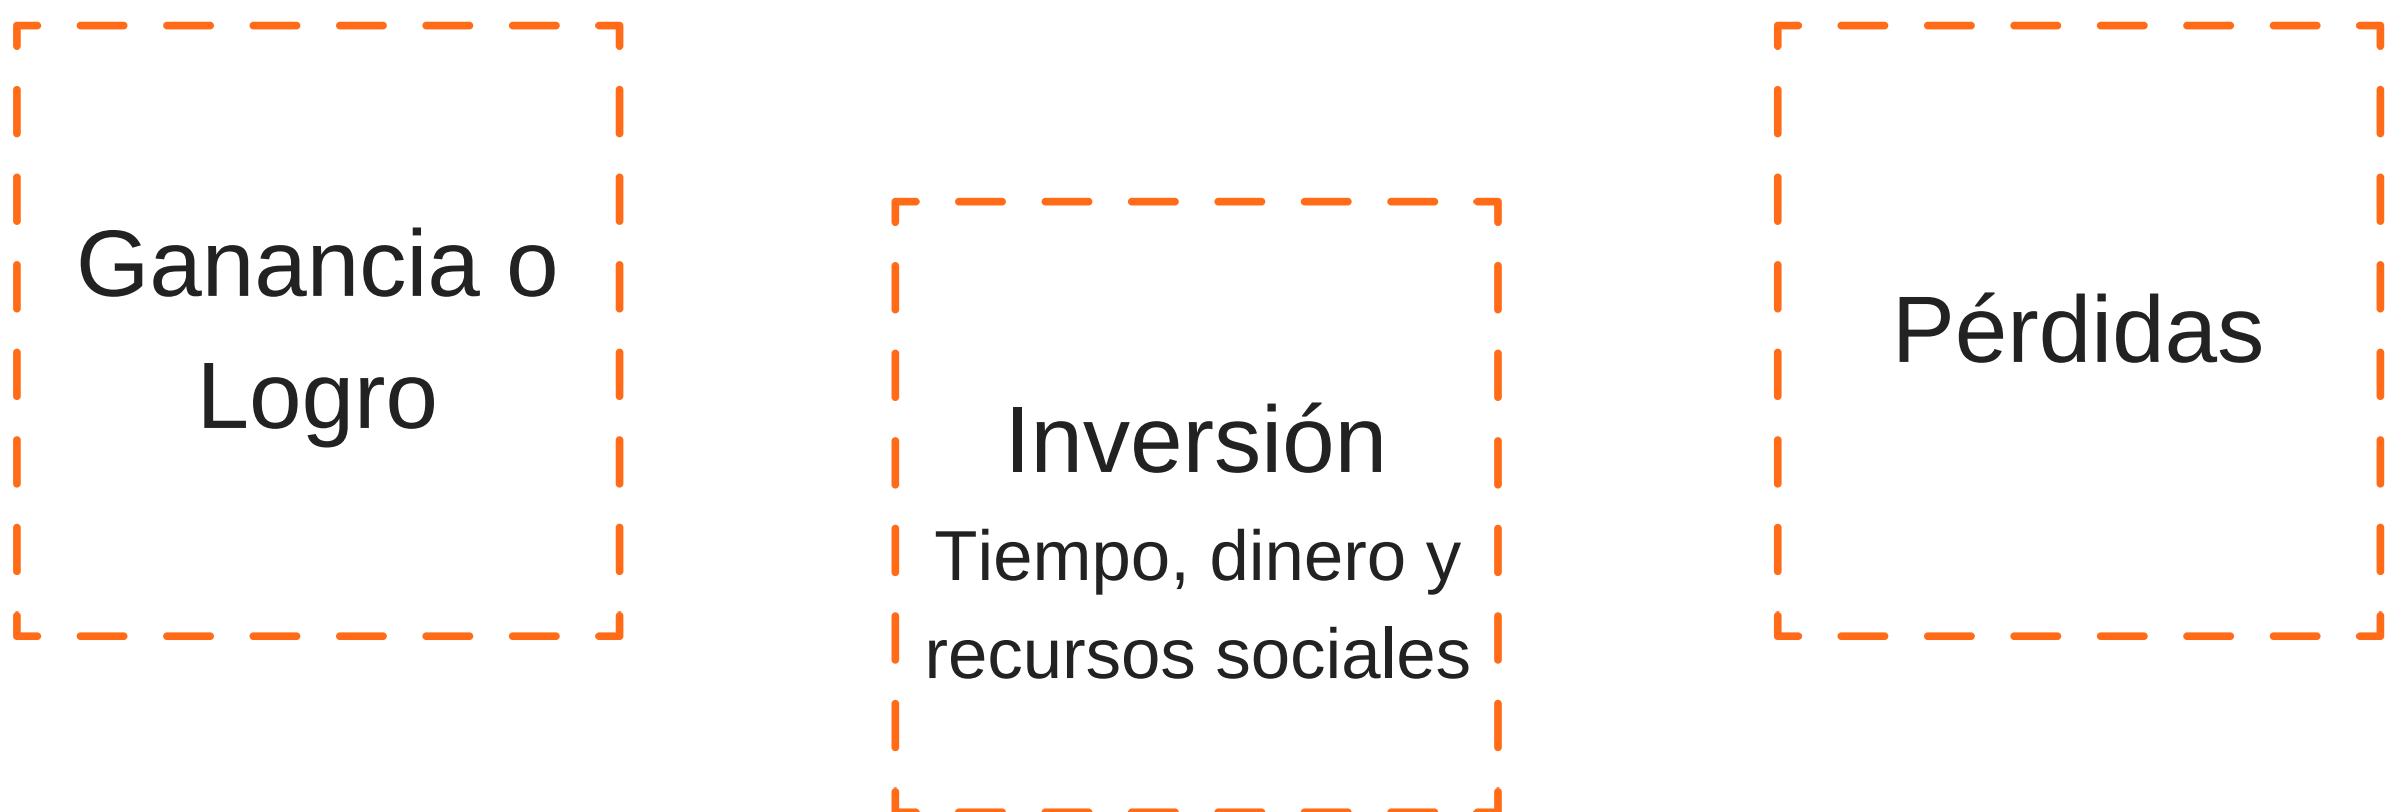 Ganancia o
Logro
Inversión
Tiempo, dinero y
recursos sociales
Pérdidas